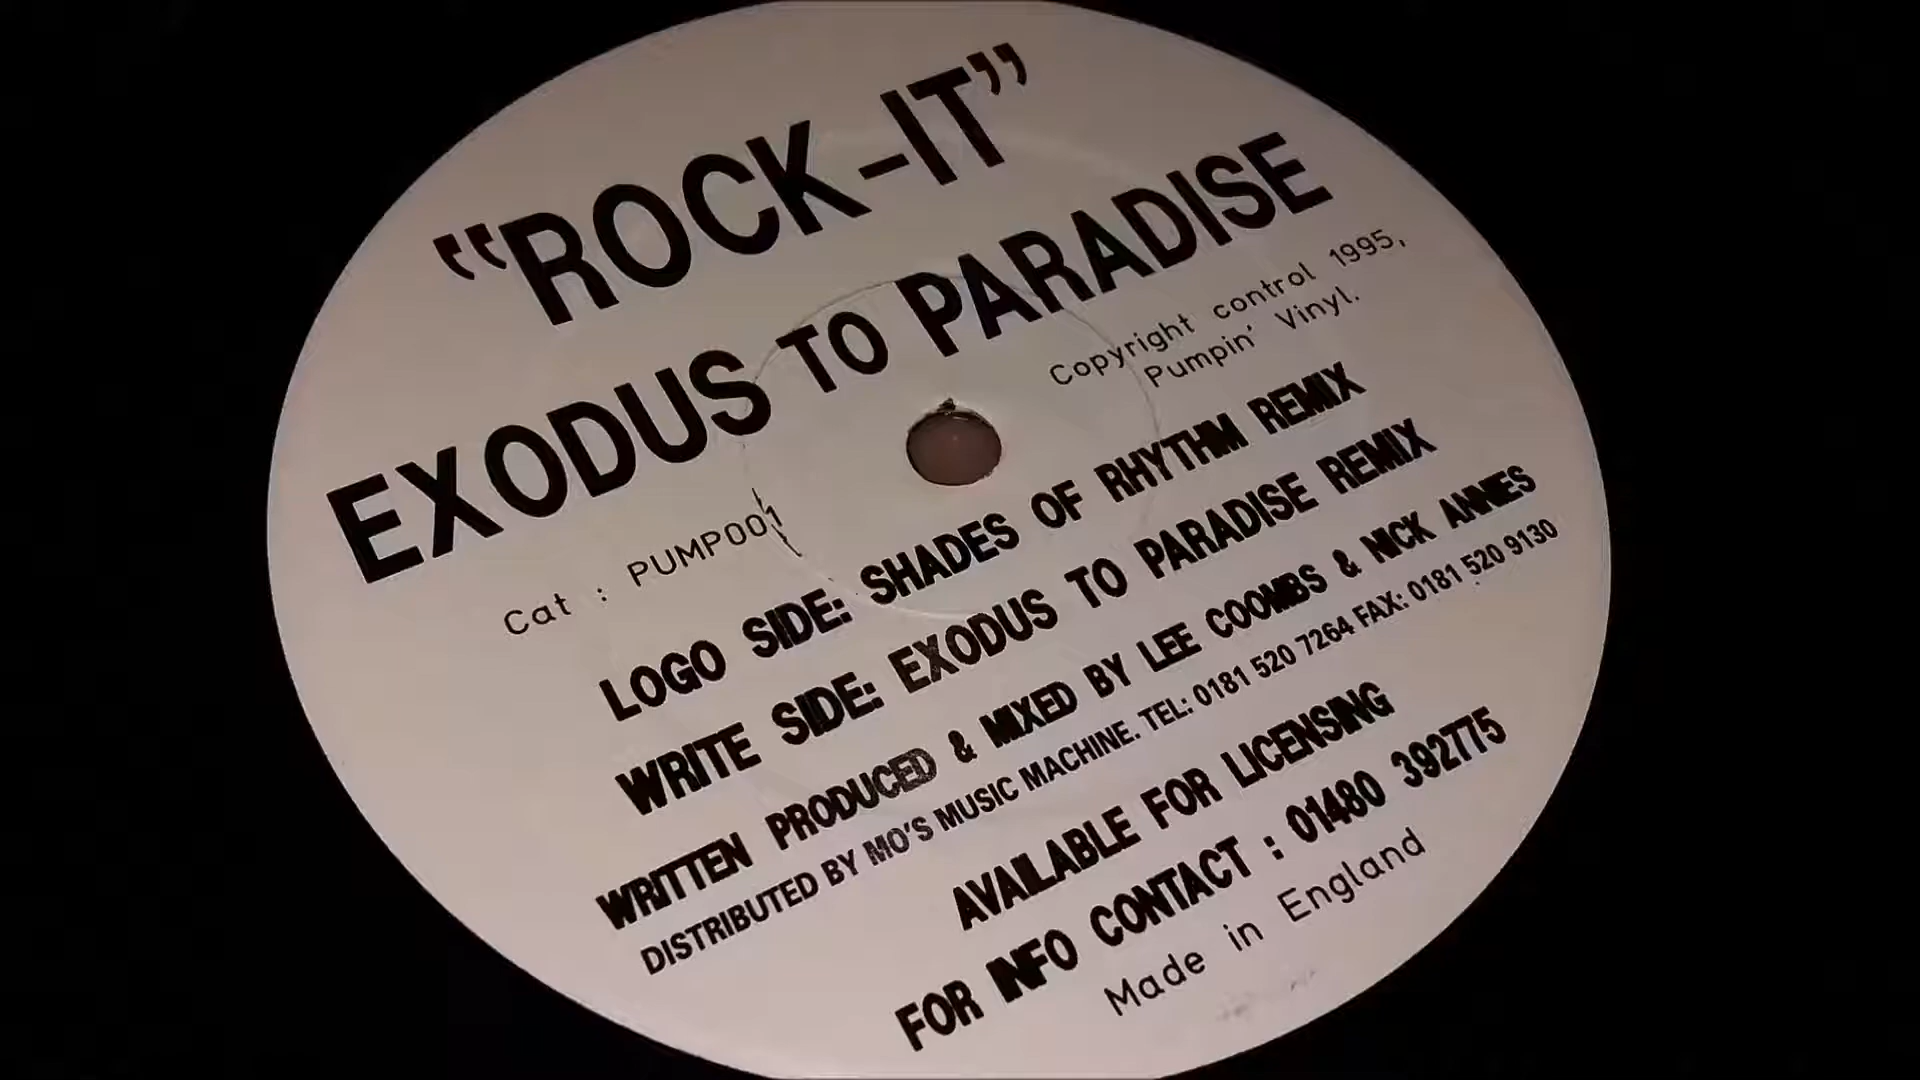 "ROCK-IT"
EXODUS TO PARADISE
Copyright control 1995,
Pumpin' Vinyl.
Cat : PUMP001
LOGO SIDE: SHADES OF RHYTHM REMIX
WRITE SIDE: EXODUS TO PARADISE REMIX
WRITTEN PRODUCED & MIXED BY LEE COOMBS & NICK ANNIES
DISTRIBUTED BY MO'S MUSIC MACHINE. TEL: 0181 520 7264 FAX: 0181 520 9130
AVAILABLE FOR LICENSING
FOR INFO CONTACT : 01480 392775
Made in England